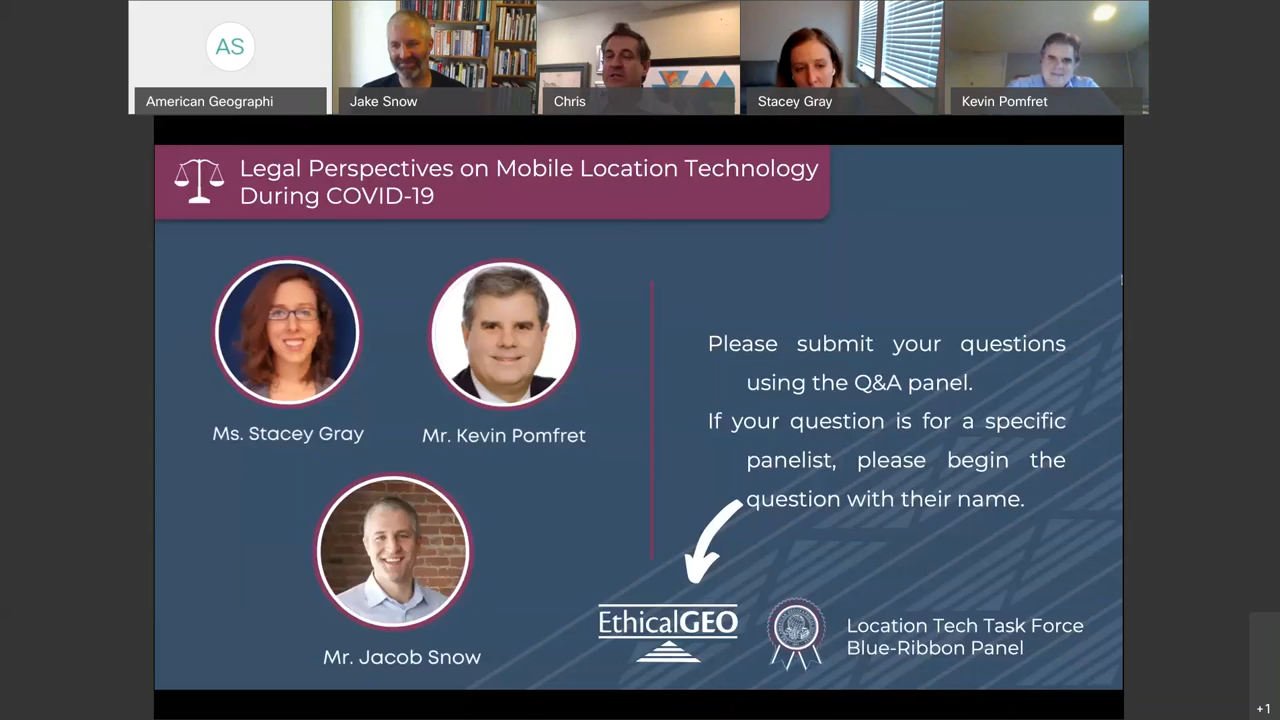 AS
American Geographi
Jake Snow
Chris
Stacey Gray
Kevin Pomfret
Legal Perspectives on Mobile Location Technology
During COVID-19
Ms. Stacey Gray
Mr. Kevin Pomfret
Mr. Jacob Snow
Please submit your questions
using the Q&A panel.
If your question is for a specific
panelist, please begin the
question with their name.
EthicalGEO
Location Tech Task Force
Blue-Ribbon Panel
+1